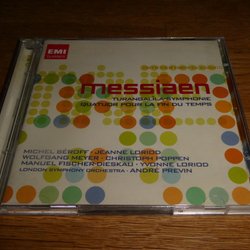 EMI
CLASSICS
messiaen
TURANGALÎLA-SYMPHONIE
QUATUOR POUR LA FIN DU TEMPS
MICHEL BÉROFF · JEANNE LORIOD
WOLFGANG MEYER · CHRISTOPH POPPEN
MANUEL FISCHER-DIESKAU · YVONNE LORIOD
LONDON SYMPHONY ORCHESTRA · ANDRÉ PREVIN